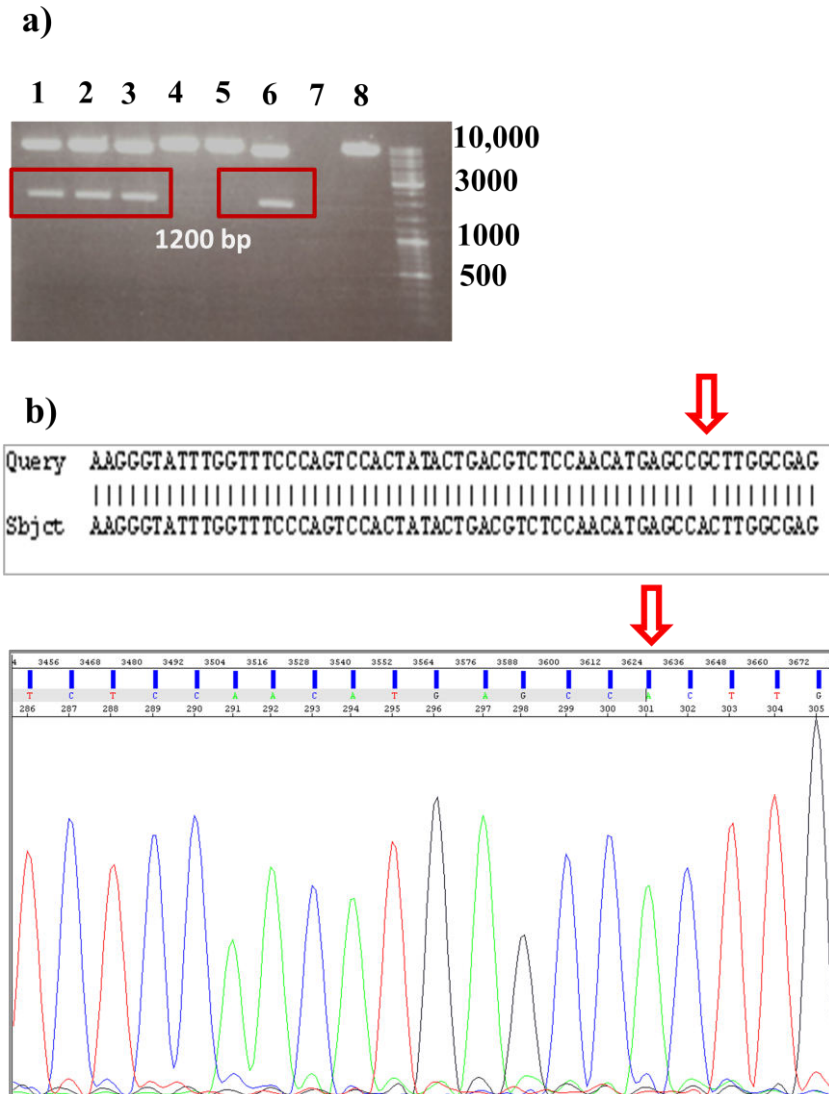 a)
1 2 3 4 5 6 7 8
10,000
3000
1200 bp
1000
500
b)
Query AAGGGTATTTGGTTTCCCAGTCCACTATACTGACGTCTCCAACATGAGCCGCTTGGCGAG
Sbjct AAGGGTATTTGGTTTCCCAGTCCACTATACTGACGTCTCCAACATGAGCCACTTGGCGAG
4 3456 3468 3480 3492 3504 3516 3528 3540 3552 3564 3576 3588 3600 3612 3624 3636 3648 3660 3672
T C T C C A A C A T G A G C C A C T T G
286 287 288 289 290 291 292 293 294 295 296 297 298 299 300 301 302 303 304 305